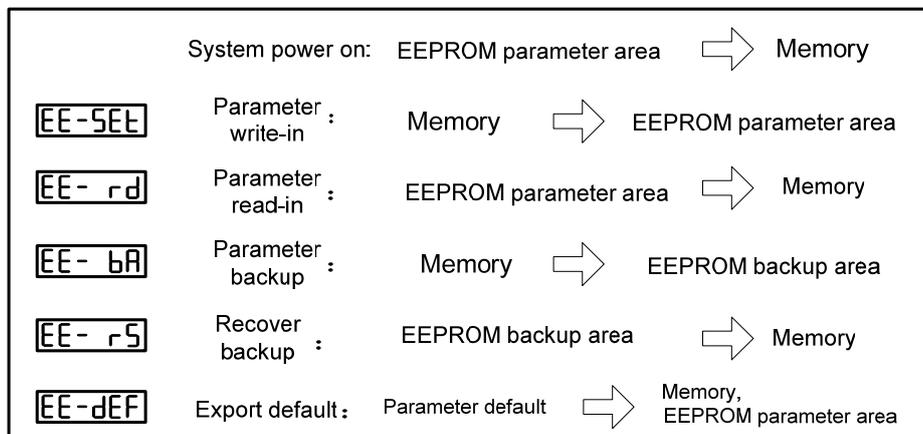 System power on: EEPROM parameter area Memory
EE-SEt Parameter write-in : Memory EEPROM parameter area
EE- rd Parameter read-in : EEPROM parameter area Memory
EE- bA Parameter backup : Memory EEPROM backup area
EE- rS Recover backup : EEPROM backup area Memory
EE-dEF Export default: Parameter default Memory, EEPROM parameter area